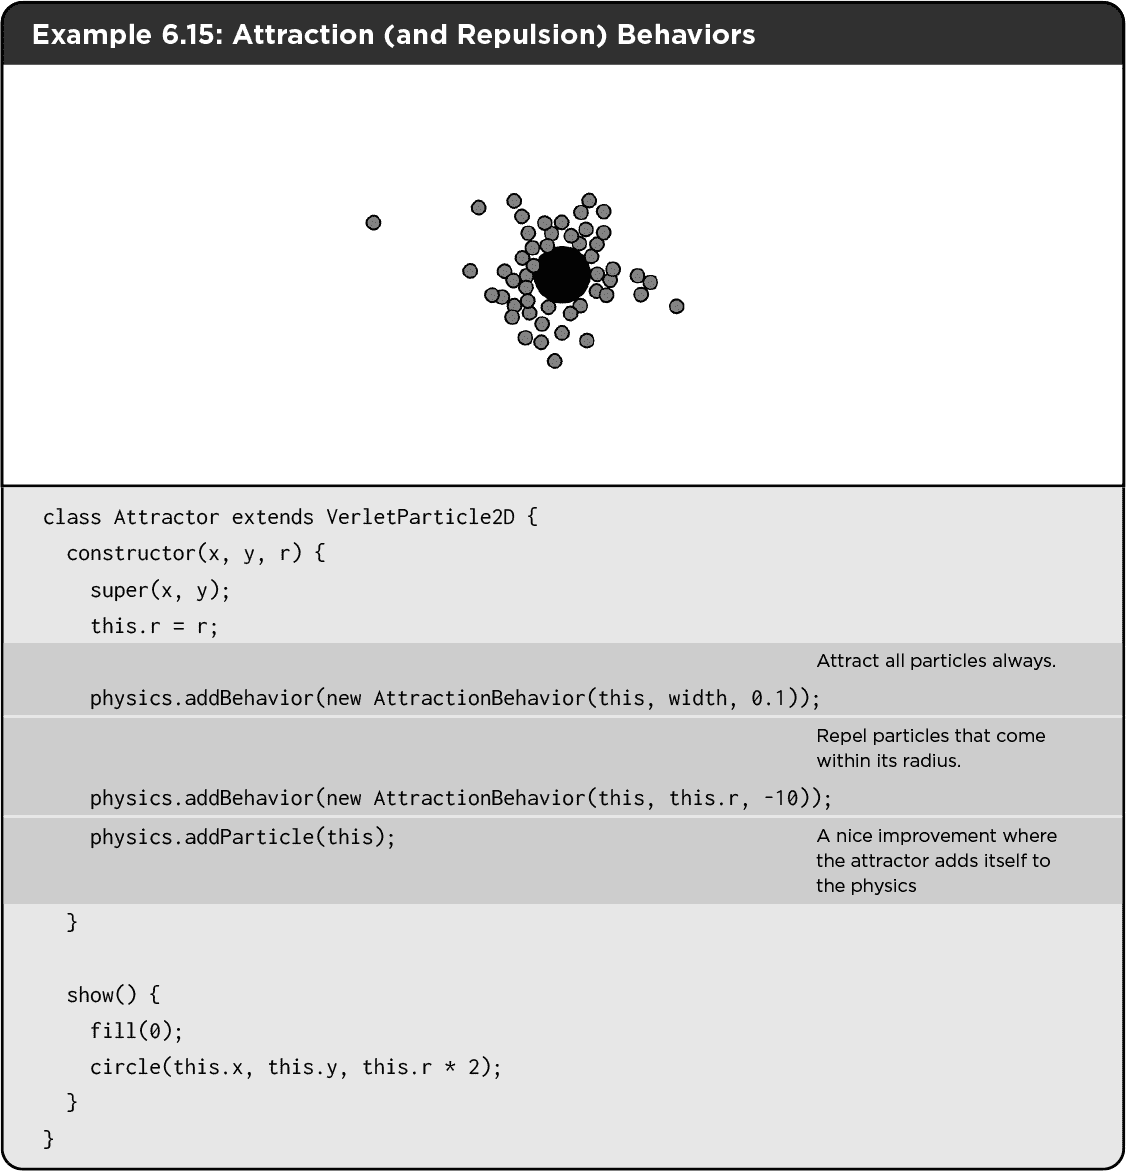 Example 6.15: Attraction (and Repulsion) Behaviors
class Attractor extends VerletParticle2D {
constructor(x, y, r) {
super(x, y);
this.r = r;
Attract all particles always.
physics.addBehavior(new AttractionBehavior(this, width, 0.1));
Repel particles that come
within its radius.
physics.addBehavior(new AttractionBehavior(this, this.r, -10));
physics.addParticle(this);
A nice improvement where
the attractor adds itself to
the physics
}
show() {
fill(0);
circle(this.x, this.y, this.r * 2);
}
}